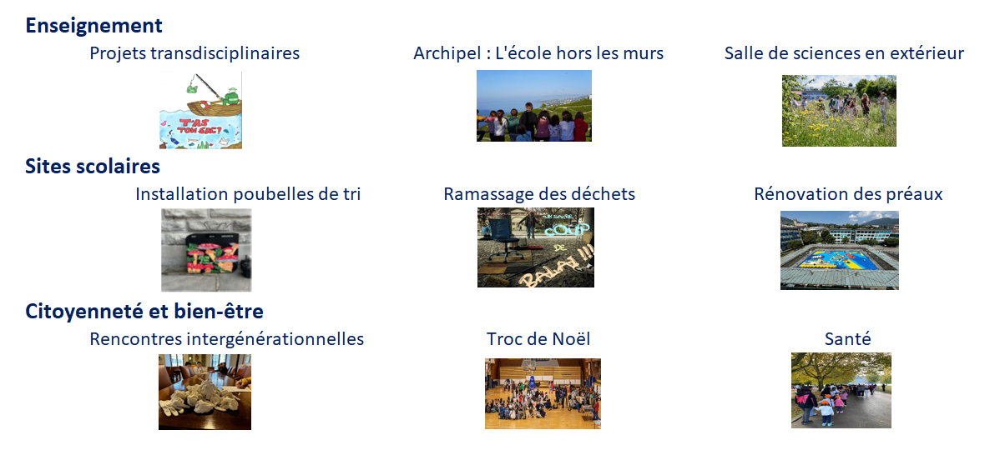 Enseignement
Projets transdisciplinaires
Archipel : L'école hors les murs
Salle de sciences en extérieur
T'AS
TON SAC ?
Sites scolaires
Installation poubelles de tri
Ramassage des déchets
Rénovation des préaux
UN SACRÉ
COUP
DE
BALAI !!!
Citoyenneté et bien-être
Rencontres intergénérationnelles
Troc de Noël
Santé